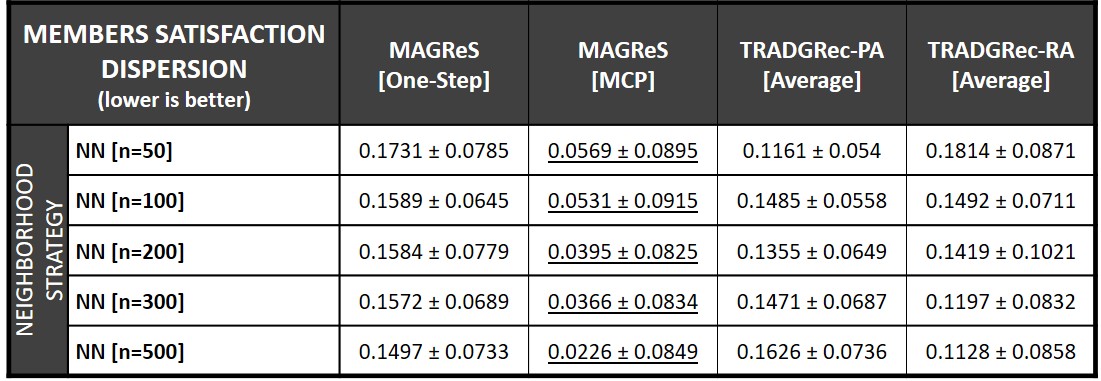 MEMBERS SATISFACTION DISPERSION (lower is better) MAGReS [One-Step] MAGReS [MCP] TRADGRec-PA [Average] TRADGRec-RA [Average]
NEIGHBORHOOD STRATEGY
NN [n=50] 0.1731 ± 0.0785 0.0569 ± 0.0895 0.1161 ± 0.054 0.1814 ± 0.0871
NN [n=100] 0.1589 ± 0.0645 0.0531 ± 0.0915 0.1485 ± 0.0558 0.1492 ± 0.0711
NN [n=200] 0.1584 ± 0.0779 0.0395 ± 0.0825 0.1355 ± 0.0649 0.1419 ± 0.1021
NN [n=300] 0.1572 ± 0.0689 0.0366 ± 0.0834 0.1471 ± 0.0687 0.1197 ± 0.0832
NN [n=500] 0.1497 ± 0.0733 0.0226 ± 0.0849 0.1626 ± 0.0736 0.1128 ± 0.0858